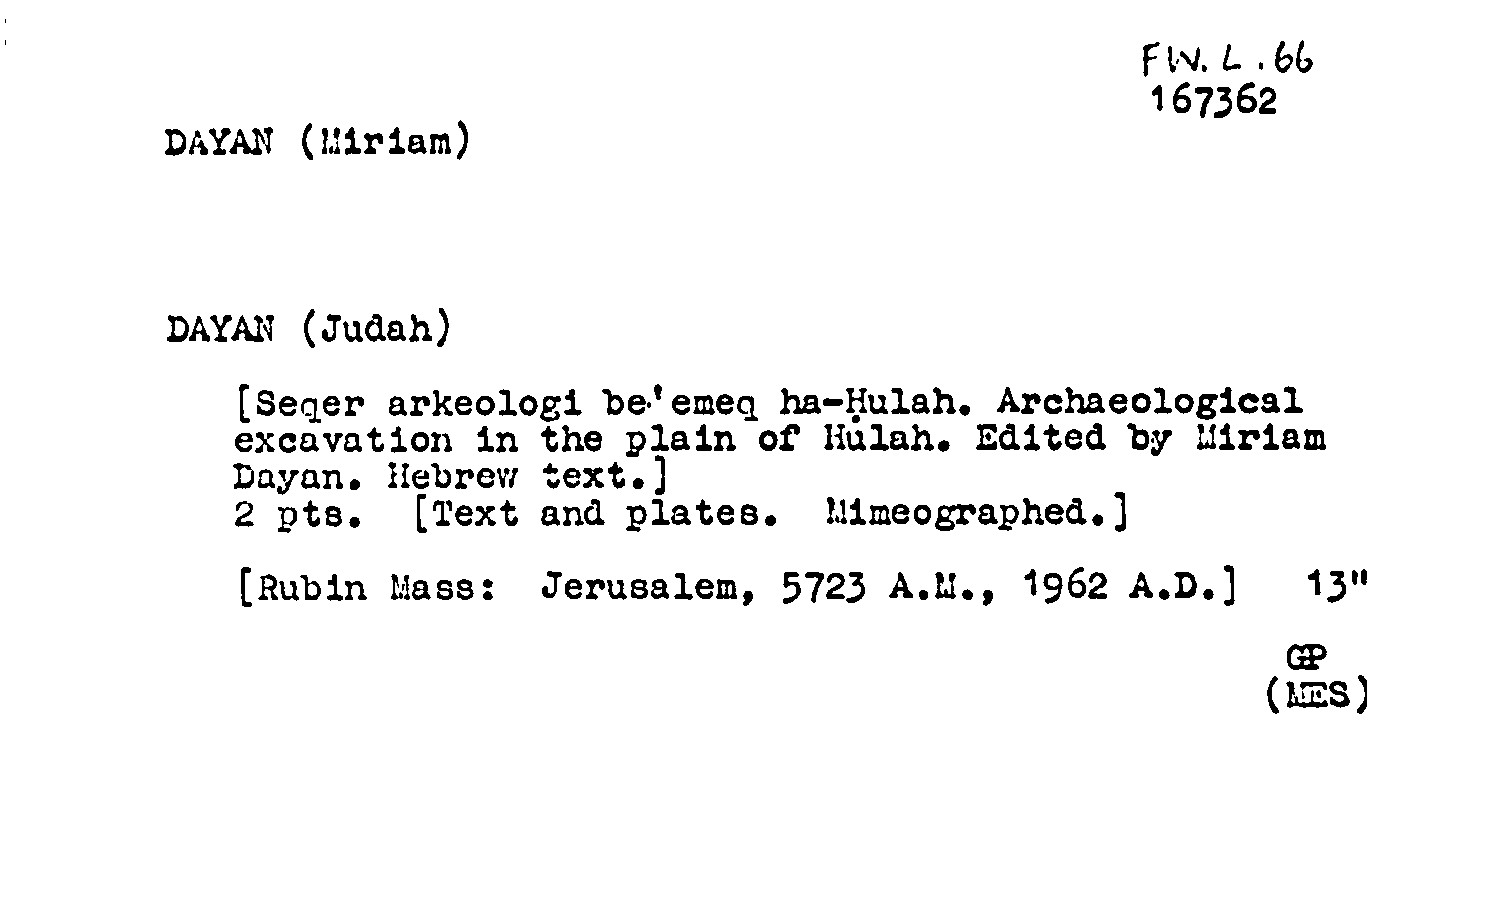 FW. L. 66
167362
DAYAN (Miriam)
DAYAN (Judah)
[Seqer arkeologi be'emeq ha-Ḥulah. Archaeological
excavation in the plain of Ḥulah. Edited by Miriam
Dayan. Hebrew text.]
2 pts. [Text and plates. Mimeographed.]
[Rubin Mass: Jerusalem, 5723 A.M., 1962 A.D.] 13"
GP
(MES)